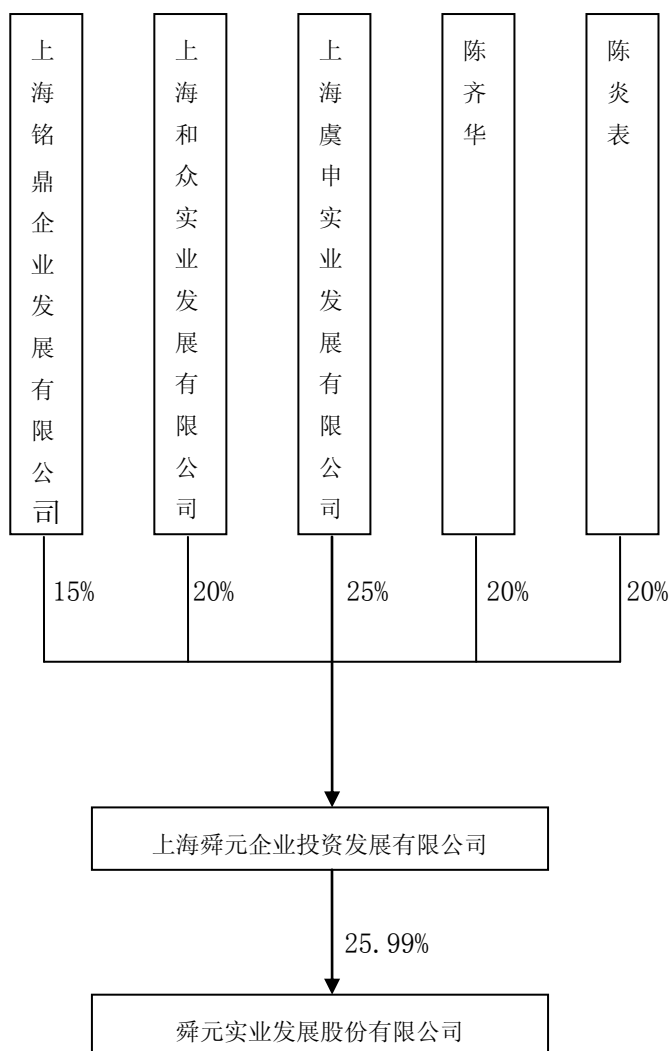 上海铭鼎企业发展有限公司
上海和众实业发展有限公司
上海虞申实业发展有限公司
陈齐华
陈炎表
15%
20%
25%
20%
20%
上海舜元企业投资发展有限公司
25.99%
舜元实业发展股份有限公司